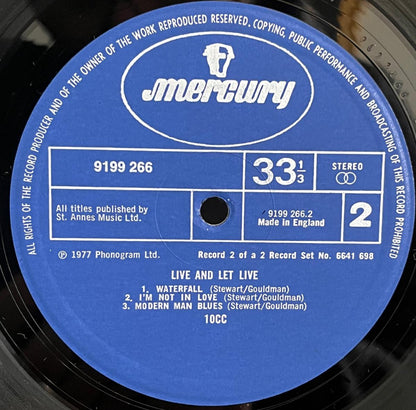 ALL RIGHTS OF THE RECORD PRODUCER AND OF THE OWNER OF THE WORK REPRODUCED RESERVED. COPYING, PUBLIC PERFORMANCE AND BROADCASTING OF THIS RECORD PROHIBITED
mercury
9199 266
33 1/3
STEREO
All titles published by
St. Annes Music Ltd.
9199 266.2
Made in England
2
℗ 1977 Phonogram Ltd.
Record 2 of a 2 Record Set No. 6641 698
LIVE AND LET LIVE
1. WATERFALL (Stewart/Gouldman)
2. I'M NOT IN LOVE (Stewart/Gouldman)
3. MODERN MAN BLUES (Stewart/Gouldman)
10CC